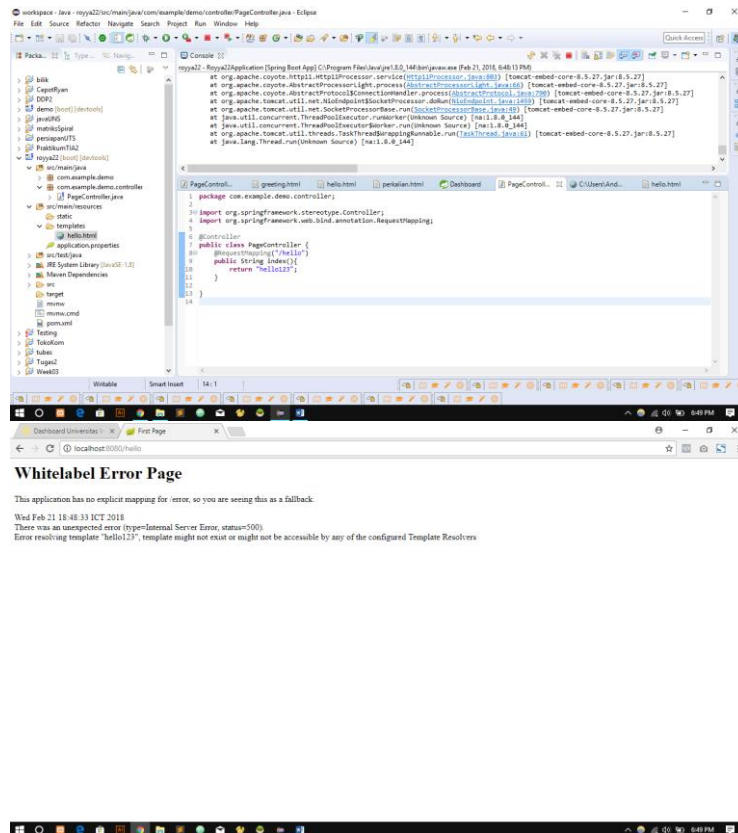 workspace - Java - royya22/src/main/java/com/example/demo/controller/PageController.java - Eclipse
File Edit Source Refactor Navigate Search Project Run Window Help
Quick Access
Packa... Type... Navig...
Console
royya22 - Royya22Application [Spring Boot App] C:\Program Files\Java\jre1.8.0_144\bin\javaw.exe (Feb 21, 2018, 6:48:13 PM)
at org.apache.coyote.http11.Http11Processor.service(Http11Processor.java:803) [tomcat-embed-core-8.5.27.jar:8.5.27]
at org.apache.coyote.AbstractProcessorLight.process(AbstractProcessorLight.java:66) [tomcat-embed-core-8.5.27.jar:8.5.27]
at org.apache.coyote.AbstractProtocol$ConnectionHandler.process(AbstractProtocol.java:790) [tomcat-embed-core-8.5.27.jar:8.5.27]
at org.apache.tomcat.util.net.NioEndpoint$SocketProcessor.doRun(NioEndpoint.java:1459) [tomcat-embed-core-8.5.27.jar:8.5.27]
at org.apache.tomcat.util.net.SocketProcessorBase.run(SocketProcessorBase.java:49) [tomcat-embed-core-8.5.27.jar:8.5.27]
at java.util.concurrent.ThreadPoolExecutor.runWorker(Unknown Source) [na:1.8.0_144]
at java.util.concurrent.ThreadPoolExecutor$Worker.run(Unknown Source) [na:1.8.0_144]
at org.apache.tomcat.util.threads.TaskThread$WrappingRunnable.run(TaskThread.java:61) [tomcat-embed-core-8.5.27.jar:8.5.27]
at java.lang.Thread.run(Unknown Source) [na:1.8.0_144]
bilik
CepotRyan
DDP2
demo [boot] [devtools]
javaUNS
matriksSpiral
persiapanUTS
PraktikumTIA2
royya22 [boot] [devtools]
src/main/java
com.example.demo
com.example.demo.controller
PageController.java
src/main/resources
static
templates
hello.html
application.properties
src/test/java
JRE System Library [JavaSE-1.8]
Maven Dependencies
src
target
mvnw
mvnw.cmd
pom.xml
Testing
TokoKom
tubes
Tugas2
Week03
PageControll... greeting.html hello.html perkalian.html Dashboard PageControll... C:\Users\And... hello.html
1 package com.example.demo.controller;
2
3 import org.springframework.stereotype.Controller;
4 import org.springframework.web.bind.annotation.RequestMapping;
5
6 @Controller
7 public class PageController {
8 @RequestMapping("/hello")
9 public String index(){
10 return "hello123";
11 }
12
13 }
14
Writable Smart Insert 14 : 1
6:49 PM
Dashboard Universitas First Page
localhost:8080/hello
Whitelabel Error Page
This application has no explicit mapping for /error, so you are seeing this as a fallback.
Wed Feb 21 18:48:33 ICT 2018
There was an unexpected error (type=Internal Server Error, status=500).
Error resolving template "hello123", template might not exist or might not be accessible by any of the configured Template Resolvers
6:49 PM